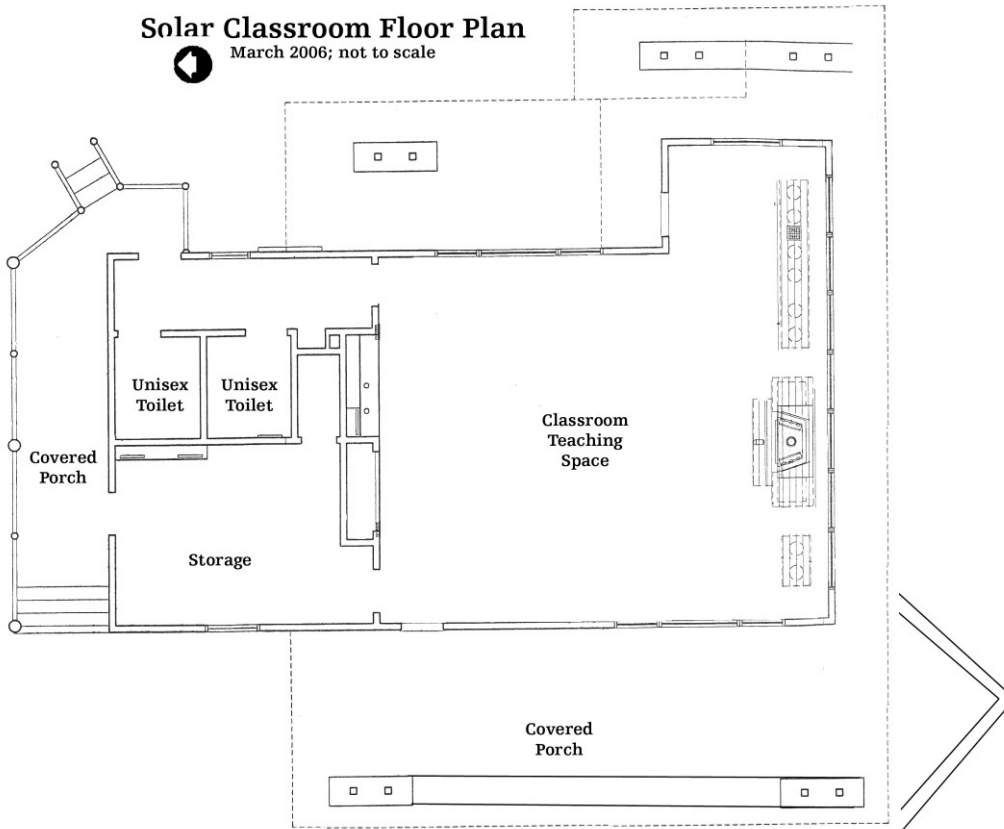 Solar Classroom Floor Plan
March 2006; not to scale
Unisex
Toilet
Unisex
Toilet
Classroom
Teaching
Space
Covered
Porch
Storage
Covered
Porch